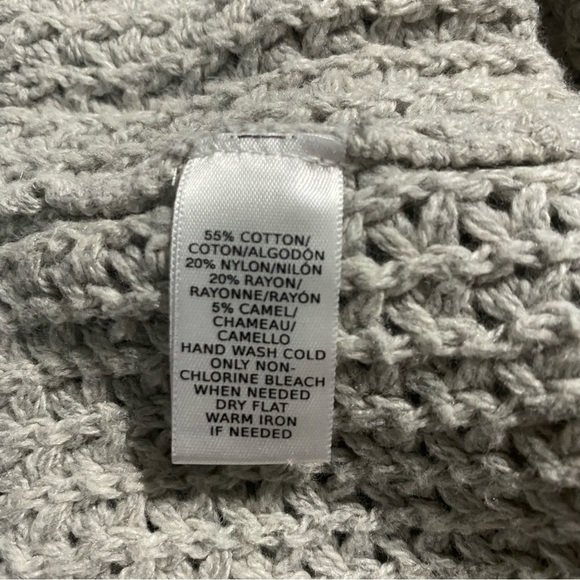 55% COTTON/
COTON/ALGODÓN
20% NYLON/NILÓN
20% RAYON/
RAYONNE/RAYÓN
5% CAMEL/
CHAMEAU/
CAMELLO
HAND WASH COLD
ONLY NON-
CHLORINE BLEACH
WHEN NEEDED
DRY FLAT
WARM IRON
IF NEEDED